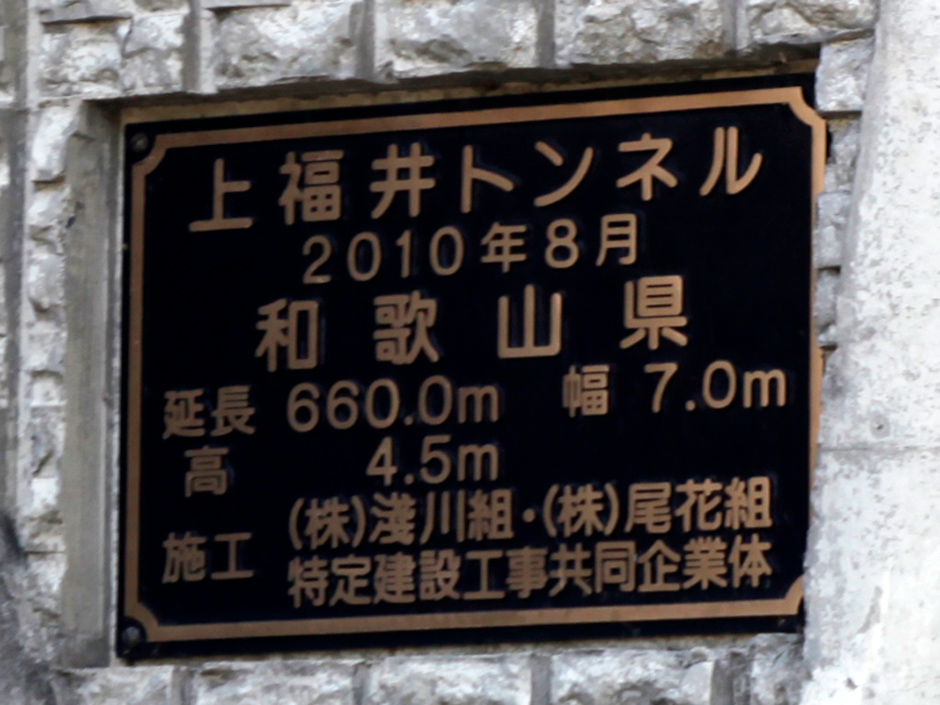 上福井トンネル
2010年8月
和歌山県
延長 660.0m 幅 7.0m
高 4.5m
施工 (株)淺川組・(株)尾花組
特定建設工事共同企業体